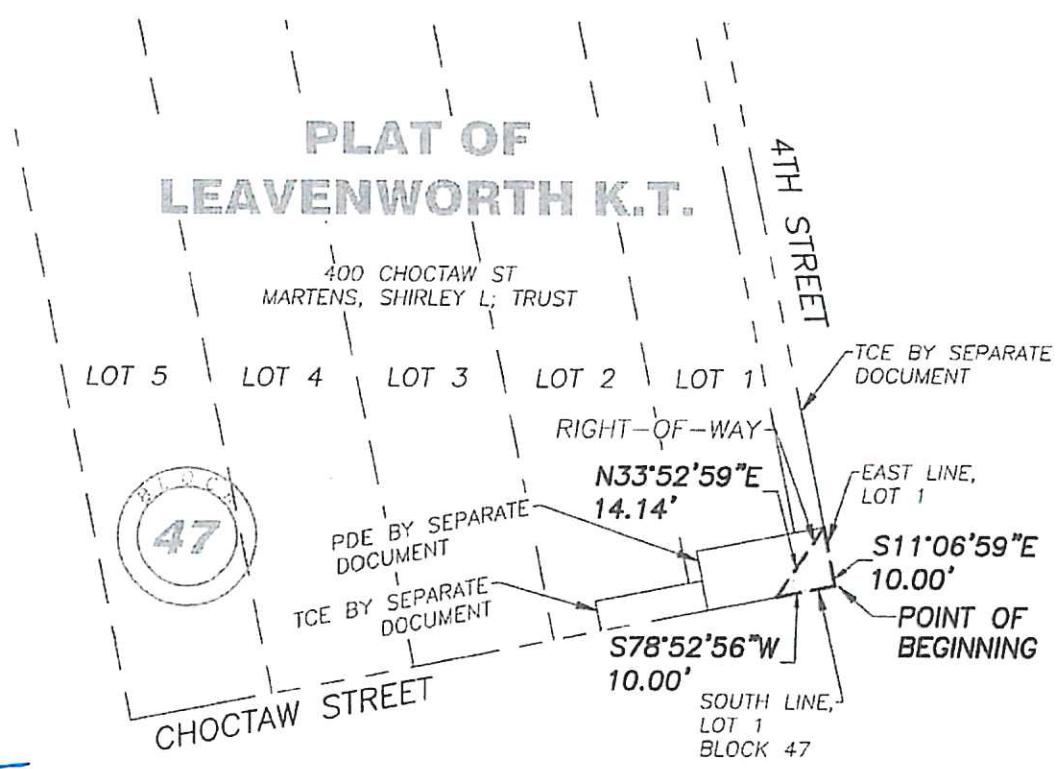 PLAT OF
LEAVENWORTH K.T.
4TH STREET
400 CHOCTAW ST
MARTENS, SHIRLEY L; TRUST
TCE BY SEPARATE
DOCUMENT
LOT 5
LOT 4
LOT 3
LOT 2
LOT 1
RIGHT-OF-WAY
N33°52'59"E
14.14'
EAST LINE,
LOT 1
BLOCK
47
PDE BY SEPARATE
DOCUMENT
S11°06'59"E
10.00'
TCE BY SEPARATE
DOCUMENT
POINT OF
BEGINNING
S78°52'56"W
10.00'
SOUTH LINE,
LOT 1
BLOCK 47
CHOCTAW STREET